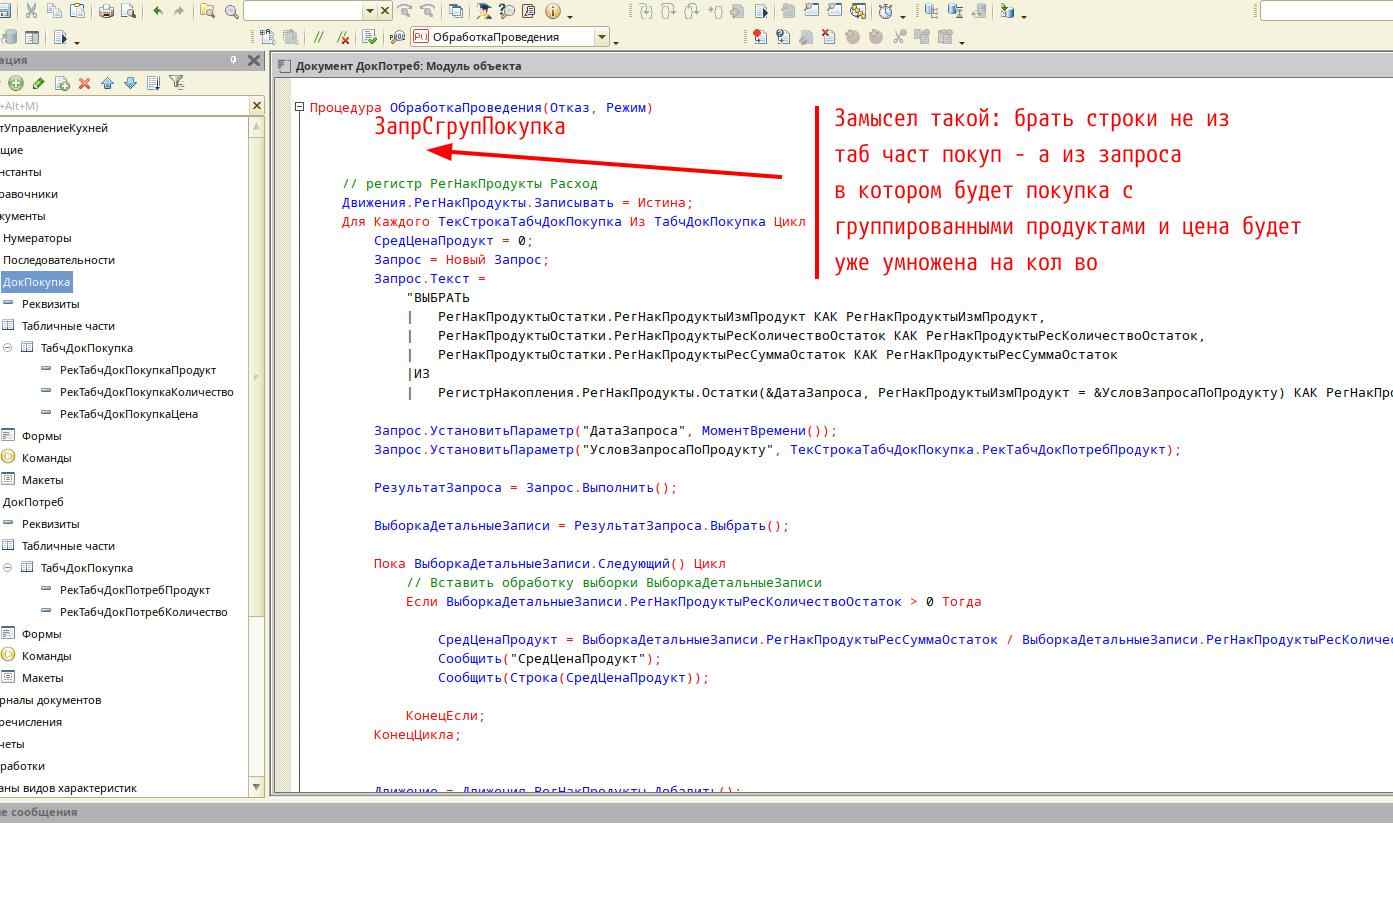 ОбработкаПроведения
ация
Документ ДокПотреб: Модуль объекта
+Alt+M)
тУправлениеКухней
щие
нстанты
равочники
кументы
Нумераторы
Последовательности
ДокПокупка
Реквизиты
Табличные части
ТабчДокПокупка
РекТабчДокПокупкаПродукт
РекТабчДокПокупкаКоличество
РекТабчДокПокупкаЦена
Формы
Команды
Макеты
ДокПотреб
Реквизиты
Табличные части
ТабчДокПокупка
РекТабчДокПотребПродукт
РекТабчДокПотребКоличество
Формы
Команды
Макеты
рналы документов
речисления
четы
работки
аны видов характеристик
Процедура ОбработкаПроведения(Отказ, Режим)
ЗапрСгрупПокупка
Замысел такой: брать строки не из
таб част покуп - а из запроса
в котором будет покупка с
группированными продуктами и цена будет
уже умножена на кол во
// регистр РегНакПродукты Расход
Движения.РегНакПродукты.Записывать = Истина;
Для Каждого ТекСтрокаТабчДокПокупка Из ТабчДокПокупка Цикл
СредЦенаПродукт = 0;
Запрос = Новый Запрос;
Запрос.Текст =
"ВЫБРАТЬ
| РегНакПродуктыОстатки.РегНакПродуктыИзмПродукт КАК РегНакПродуктыИзмПродукт,
| РегНакПродуктыОстатки.РегНакПродуктыРесКоличествоОстаток КАК РегНакПродуктыРесКоличествоОстаток,
| РегНакПродуктыОстатки.РегНакПродуктыРесСуммаОстаток КАК РегНакПродуктыРесСуммаОстаток
|ИЗ
| РегистрНакопления.РегНакПродукты.Остатки(&ДатаЗапроса, РегНакПродуктыИзмПродукт = &УсловЗапросаПоПродукту) КАК РегНакПро
Запрос.УстановитьПараметр("ДатаЗапроса", МоментВремени());
Запрос.УстановитьПараметр("УсловЗапросаПоПродукту", ТекСтрокаТабчДокПокупка.РекТабчДокПотребПродукт);
РезультатЗапроса = Запрос.Выполнить();
ВыборкаДетальныеЗаписи = РезультатЗапроса.Выбрать();
Пока ВыборкаДетальныеЗаписи.Следующий() Цикл
// Вставить обработку выборки ВыборкаДетальныеЗаписи
Если ВыборкаДетальныеЗаписи.РегНакПродуктыРесКоличествоОстаток > 0 Тогда
СредЦенаПродукт = ВыборкаДетальныеЗаписи.РегНакПродуктыРесСуммаОстаток / ВыборкаДетальныеЗаписи.РегНакПродуктыРесКоличес
Сообщить("СредЦенаПродукт");
Сообщить(Строка(СредЦенаПродукт));
КонецЕсли;
КонецЦикла;
Движение = Движения.РегНакПродукты.Добавить();
е сообщения